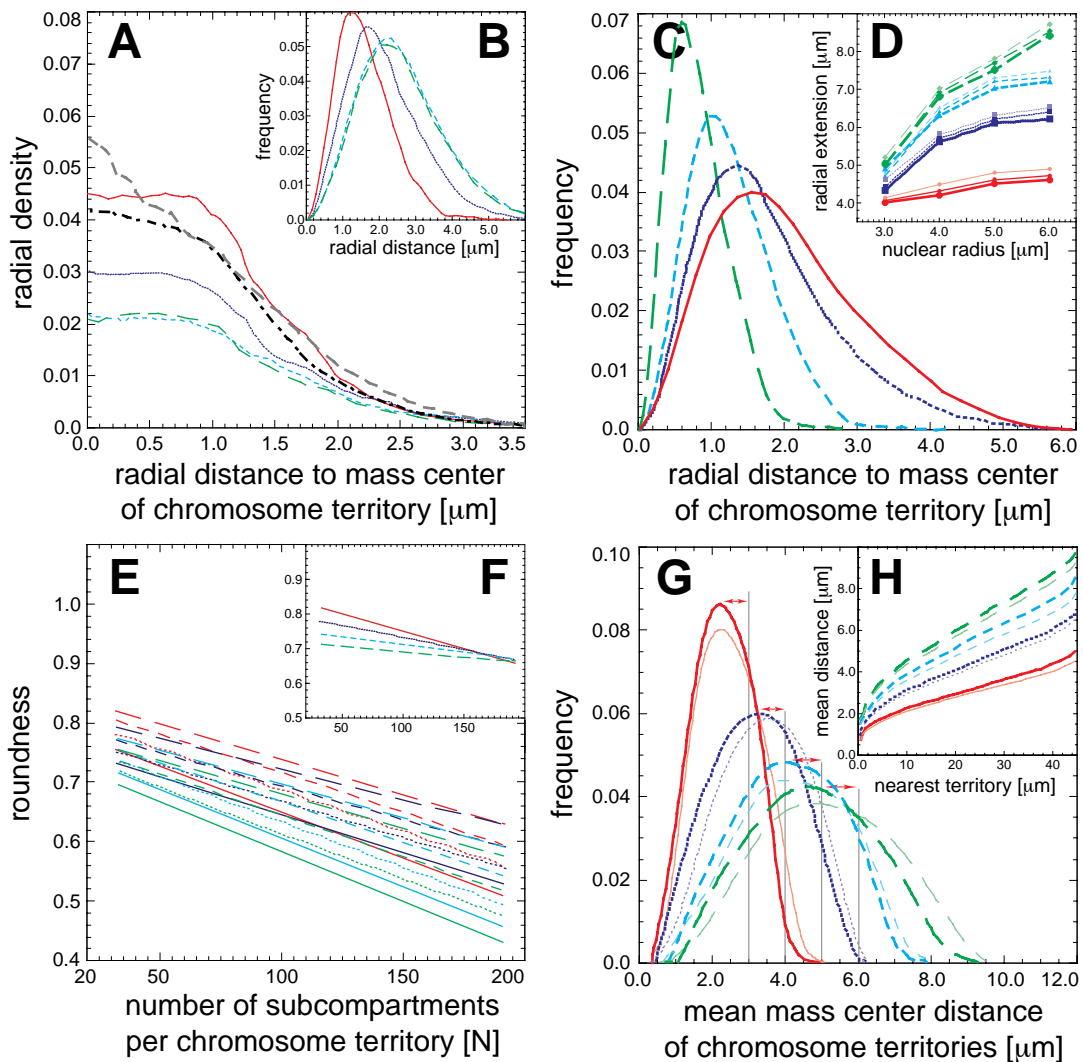 A
0.08
0.07
0.06
0.05
0.04
0.03
0.02
0.01
0.00
radial density
0.0 0.5 1.0 1.5 2.0 2.5 3.0 3.5
radial distance to mass center
of chromosome territory [μm]
B
0.05
0.04
0.03
0.02
0.01
0.0
frequency
0.0 1.0 2.0 3.0 4.0 5.0
radial distance [μm]
C
0.07
0.06
0.05
0.04
0.03
0.02
0.01
0.0
frequency
0.0 1.0 2.0 3.0 4.0 5.0 6.0
radial distance to mass center
of chromosome territory [μm]
D
8.0
7.0
6.0
5.0
4.0
radial extension [μm]
3.0 4.0 5.0 6.0
nuclear radius [μm]
E
1.0
0.9
0.8
0.7
0.6
0.5
0.4
roundness
20 50 100 150 200
number of subcompartments
per chromosome territory [N]
F
0.9
0.8
0.7
0.6
0.5
50 100 150
G
0.10
0.08
0.06
0.04
0.02
0.00
frequency
0.0 2.0 4.0 6.0 8.0 10.0 12.0
mean mass center distance
of chromosome territories [μm]
H
8.0
6.0
4.0
2.0
0.0
mean distance [μm]
0 10 20 30 40
nearest territory [μm]